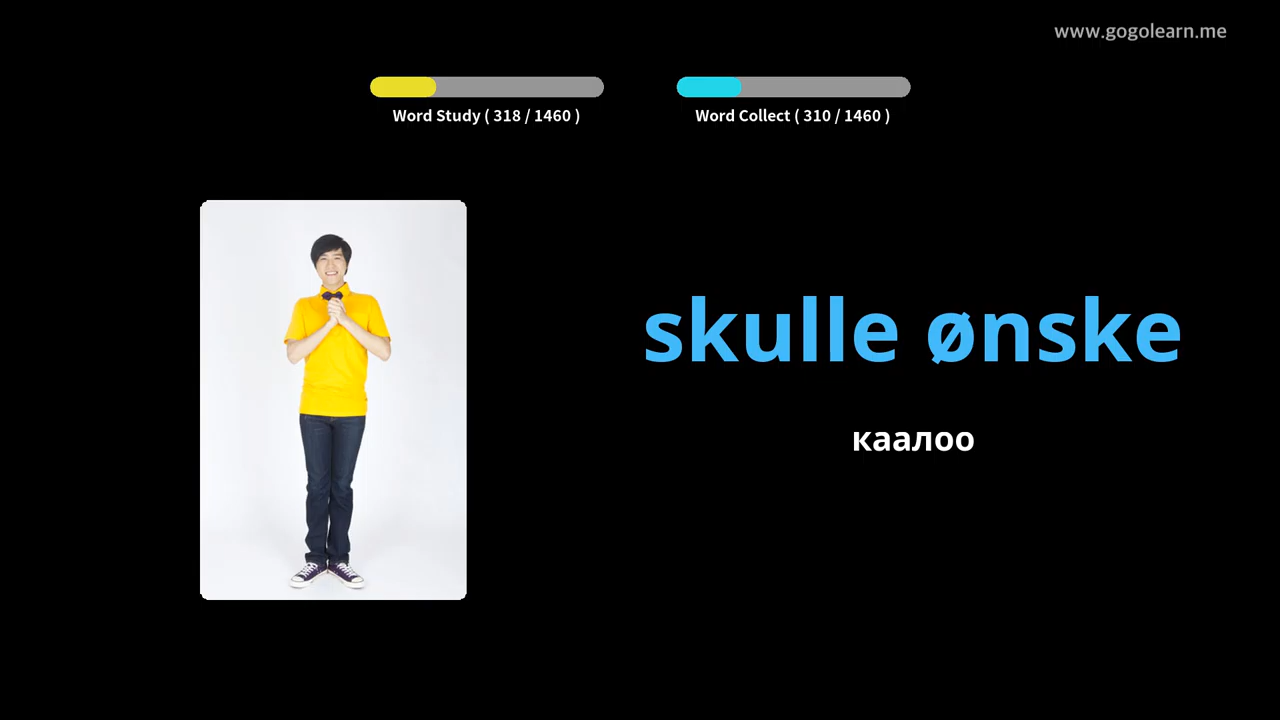 www.gogolearn.me
Word Study ( 318 / 1460 )
Word Collect ( 310 / 1460 )
skulle ønske
каалоо